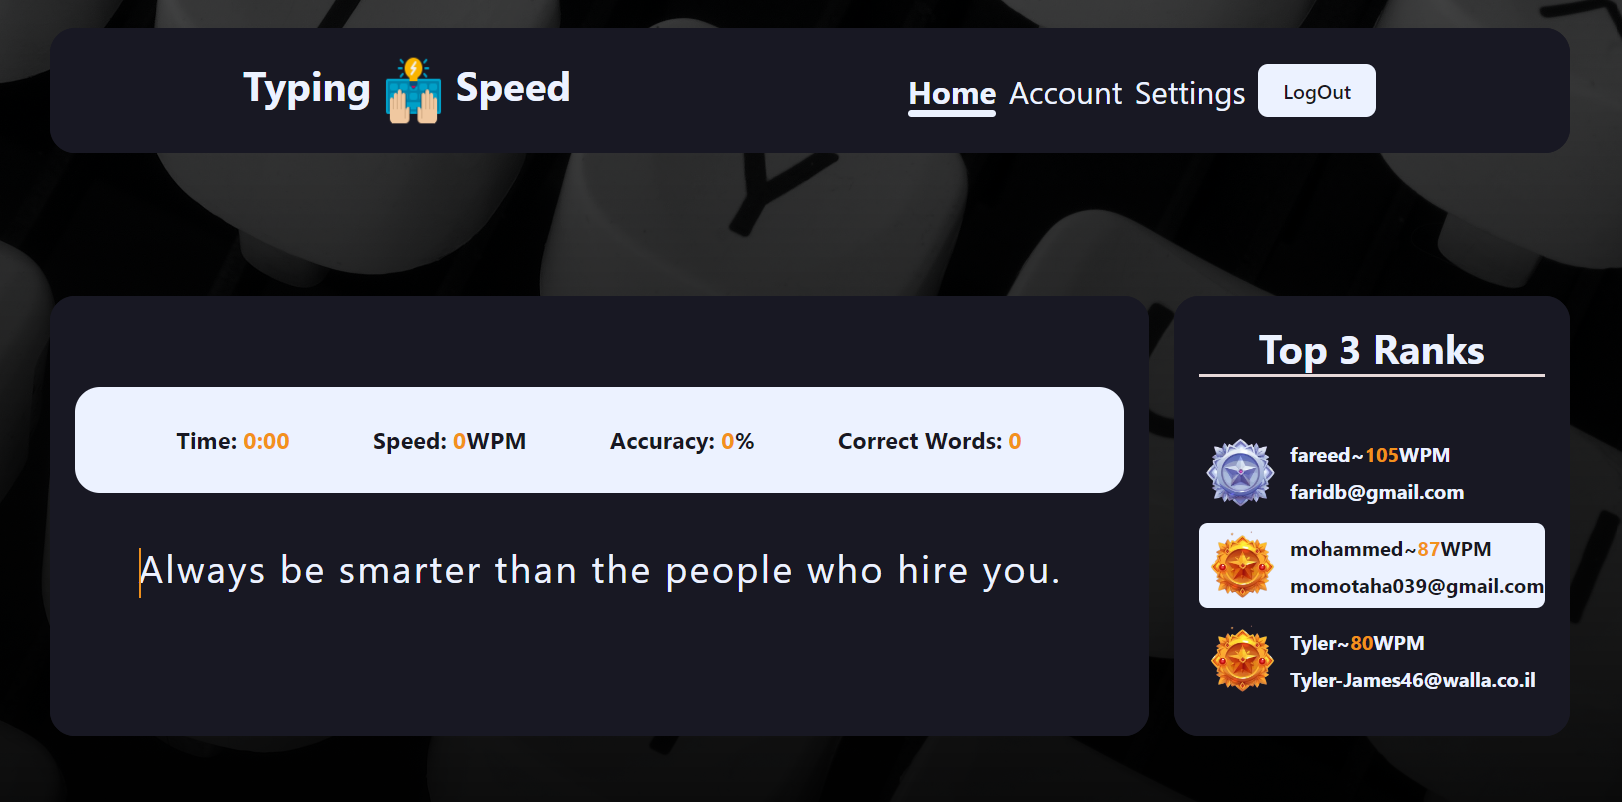 Typing Speed
Home Account Settings LogOut
Time: 0:00 Speed: 0WPM Accuracy: 0% Correct Words: 0
Always be smarter than the people who hire you.
Top 3 Ranks
fareed~105WPM
faridb@gmail.com
mohammed~87WPM
momotaha039@gmail.com
Tyler~80WPM
Tyler-James46@walla.co.il